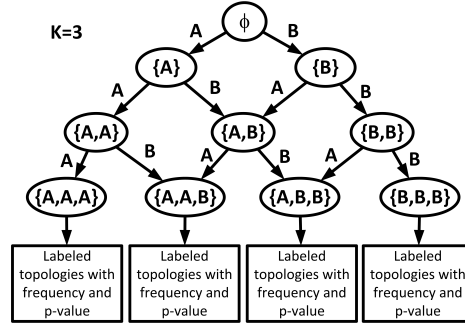 K=3
ϕ
A B
{A} {B}
A B A B
{A,A} {A,B} {B,B}
A B A B A B
{A,A,A} {A,A,B} {A,B,B} {B,B,B}
Labeled Labeled Labeled Labeled
topologies with topologies with topologies with topologies with
frequency and frequency and frequency and frequency and
p-value p-value p-value p-value